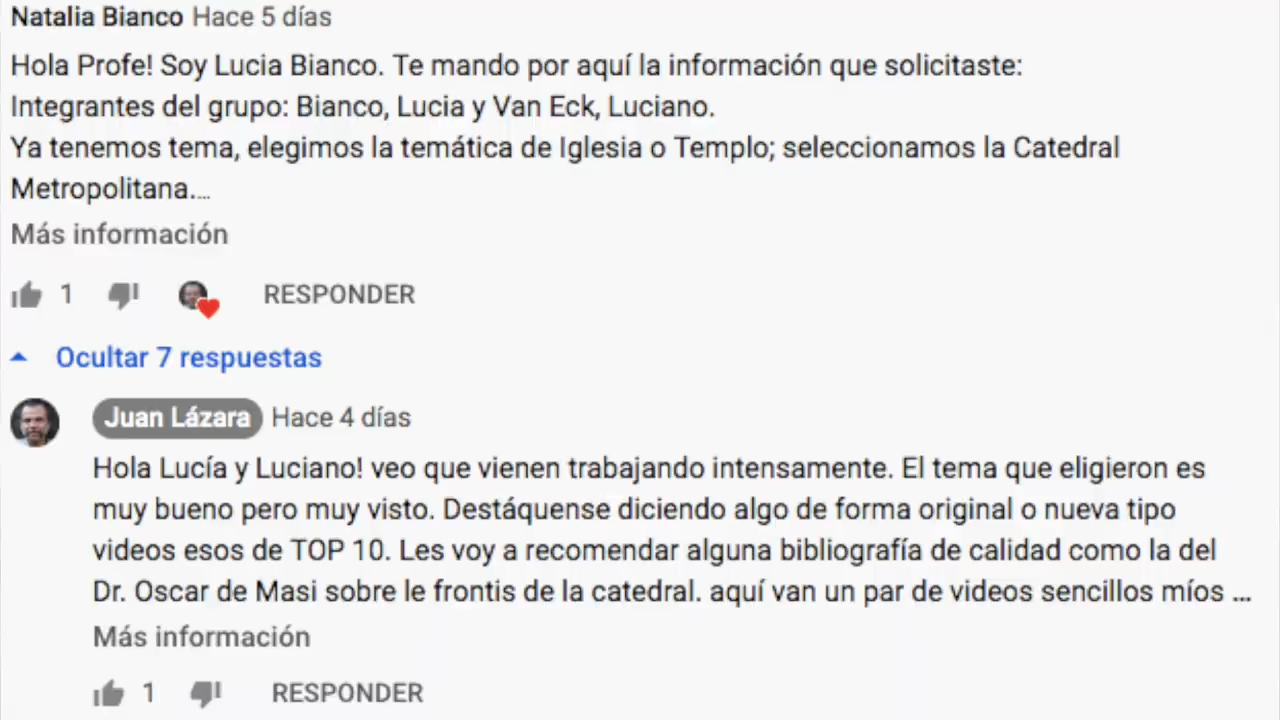 Natalia Bianco Hace 5 días
Hola Profe! Soy Lucia Bianco. Te mando por aquí la información que solicitaste:
Integrantes del grupo: Bianco, Lucia y Van Eck, Luciano.
Ya tenemos tema, elegimos la temática de Iglesia o Templo; seleccionamos la Catedral
Metropolitana....
Más información
1 RESPONDER
Ocultar 7 respuestas
Juan Lázara Hace 4 días
Hola Lucía y Luciano! veo que vienen trabajando intensamente. El tema que eligieron es
muy bueno pero muy visto. Destáquense diciendo algo de forma original o nueva tipo
videos esos de TOP 10. Les voy a recomendar alguna bibliografía de calidad como la del
Dr. Oscar de Masi sobre le frontis de la catedral. aquí van un par de videos sencillos míos ...
Más información
1 RESPONDER